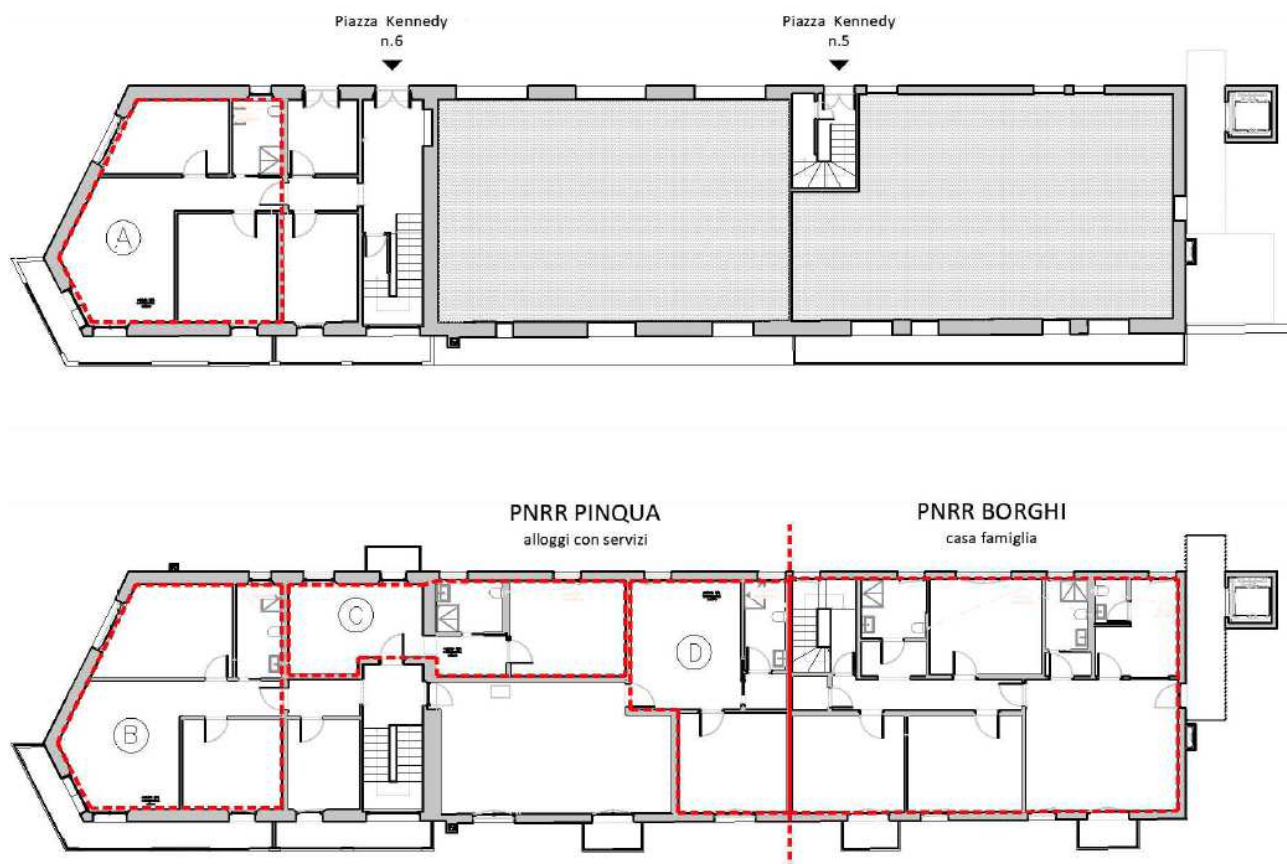 Piazza Kennedy
n.6
Piazza Kennedy
n.5
A
PNRR PINQUA
alloggi con servizi
PNRR BORGHI
casa famiglia
C
D
B